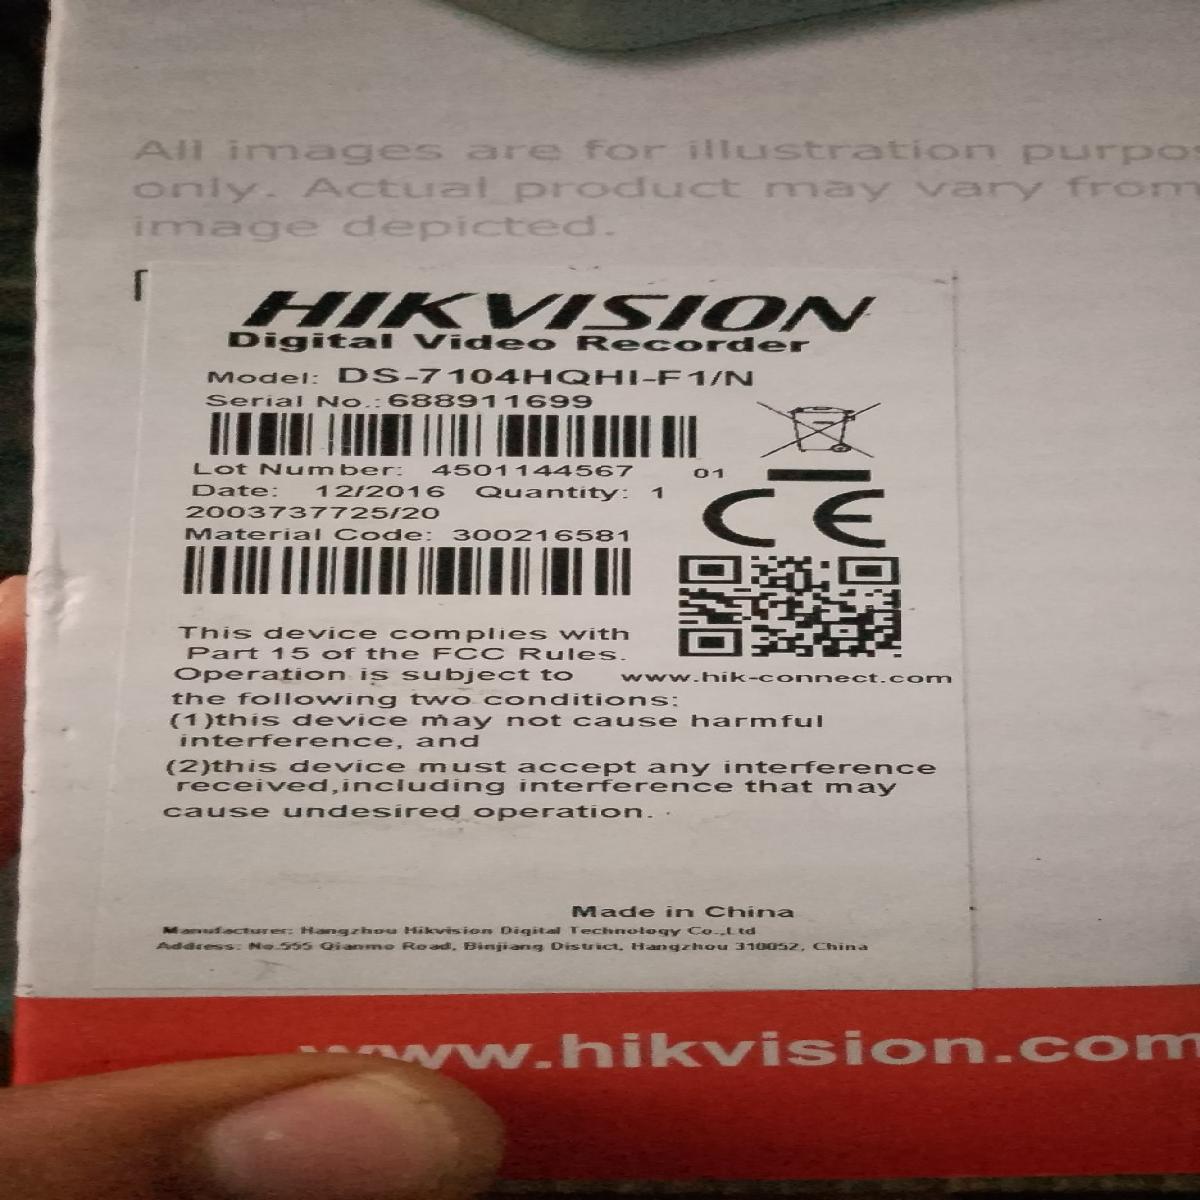 All images are for illustration purpos
only. Actual product may vary from
image depicted.
HIKVISION
Digital Video Recorder
Model: DS-7104HQHI-F1/N
Serial No.:688911699
Lot Number: 4501144567 01
Date: 12/2016 Quantity: 1
2003737725/20
Material Code: 300216581
CE
This device complies with
Part 15 of the FCC Rules.
Operation is subject to www.hik-connect.com
the following two conditions:
(1)this device may not cause harmful
interference, and
(2)this device must accept any interference
received,including interference that may
cause undesired operation.
Made in China
Manufacturer: Hangzhou Hikvision Digital Technology Co.,Ltd
Address: No.555 Qianmo Road, Binjiang District, Hangzhou 310052, China
www.hikvision.com